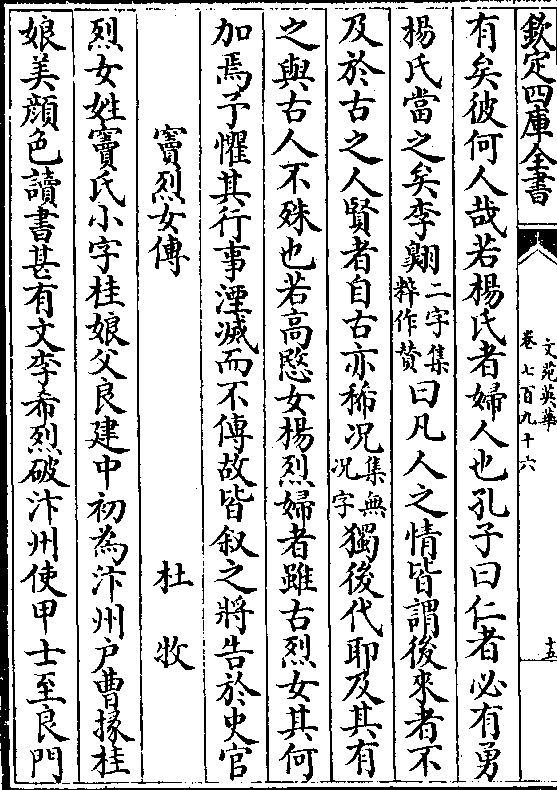 欽定四庫全書
文苑英華
卷七百九十六
十五
有矣彼何人哉若楊氏者婦人也孔子曰仁者必有勇
楊氏當之矣李翺二字集粹作贊曰凡人之情皆謂後來者不
及於古之人賢者自古亦稀况集無况字獨後代耶及其有
之與古人不殊也若高愍女楊烈婦者雖古烈女其何
加焉予懼其行事湮滅而不傳故皆叙之將告於史官
竇烈女傳
杜牧
烈女姓竇氏小字桂娘父良建中初為汴州户曹掾桂
娘美顔色讀書甚有文李希烈破汴州使甲士至良門